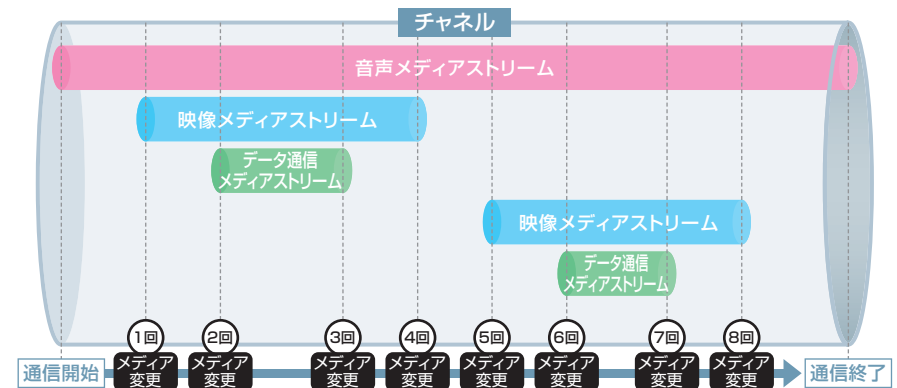 チャネル
音声メディアストリーム
映像メディアストリーム
データ通信
メディアストリーム
映像メディアストリーム
データ通信
メディアストリーム
1回
2回
3回
4回
5回
6回
7回
8回
通信開始
メディア
変更
メディア
変更
メディア
変更
メディア
変更
メディア
変更
メディア
変更
メディア
変更
メディア
変更
通信終了